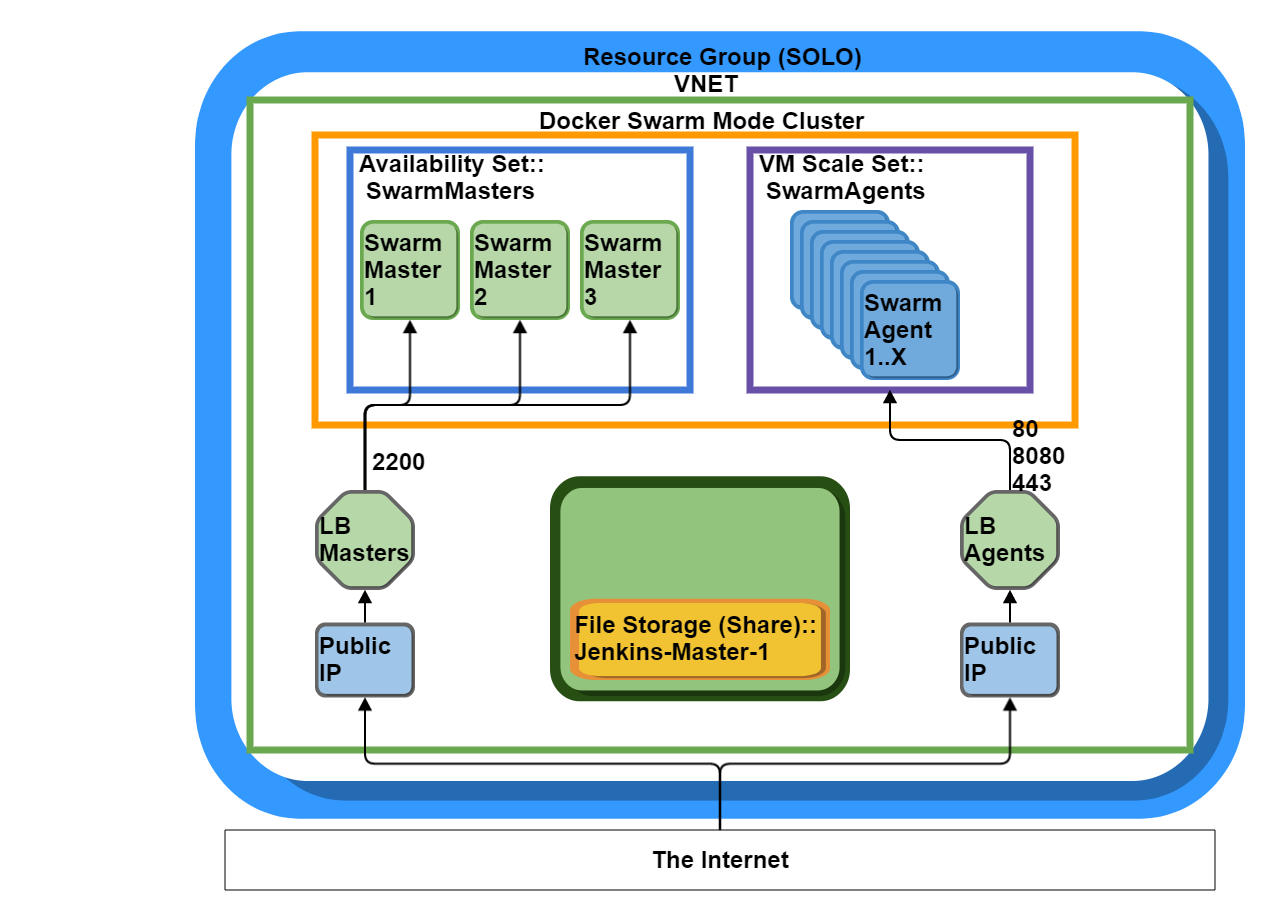 Resource Group (SOLO)
VNET
Docker Swarm Mode Cluster
Availability Set::
SwarmMasters
VM Scale Set::
SwarmAgents
Swarm
Master
1
Swarm
Master
2
Swarm
Master
3
Swarm
Agent
1..X
2200
80
8080
443
LB
Masters
LB
Agents
File Storage (Share)::
Jenkins-Master-1
Public
IP
Public
IP
The Internet